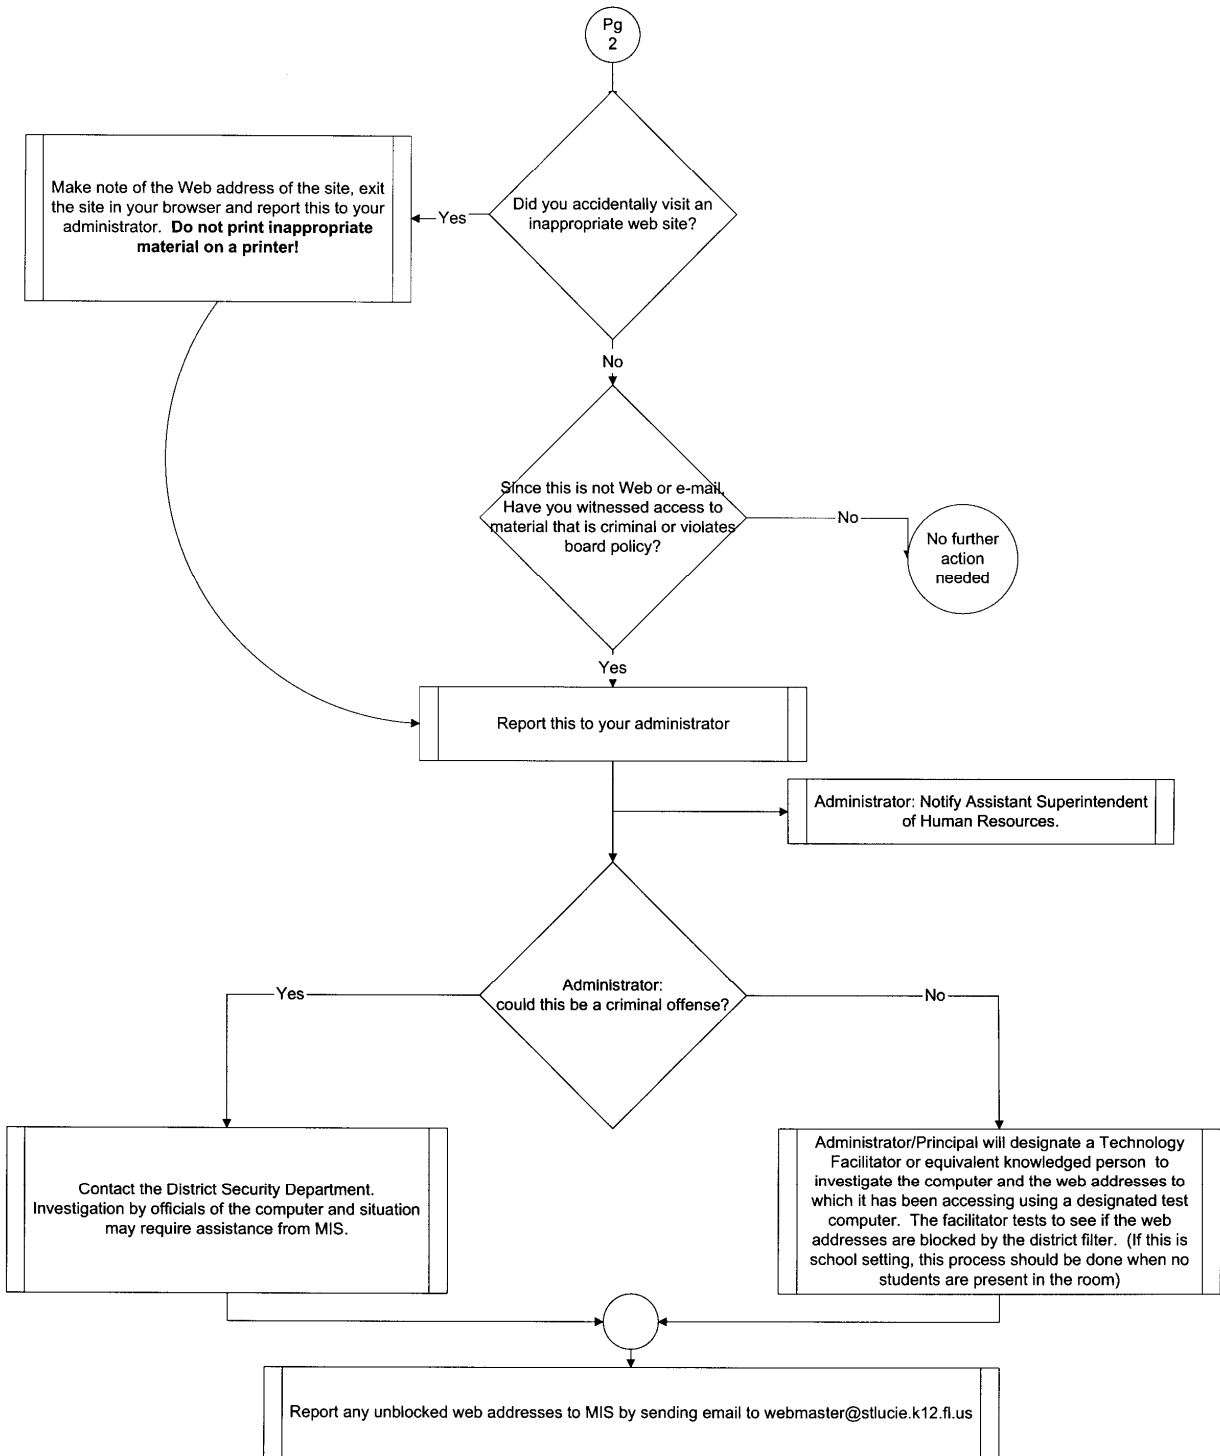 Pg
2
Did you accidentally visit an
inappropriate web site?
Yes
Make note of the Web address of the site, exit
the site in your browser and report this to your
administrator. Do not print inappropriate
material on a printer!
No
Since this is not Web or e-mail,
Have you witnessed access to
material that is criminal or violates
board policy?
No
No further
action
needed
Yes
Report this to your administrator
Administrator: Notify Assistant Superintendent
of Human Resources.
Administrator:
could this be a criminal offense?
Yes
No
Contact the District Security Department.
Investigation by officials of the computer and situation
may require assistance from MIS.
Administrator/Principal will designate a Technology
Facilitator or equivalent knowledged person to
investigate the computer and the web addresses to
which it has been accessing using a designated test
computer. The facilitator tests to see if the web
addresses are blocked by the district filter. (If this is
school setting, this process should be done when no
students are present in the room)
Report any unblocked web addresses to MIS by sending email to webmaster@stlucie.k12.fl.us